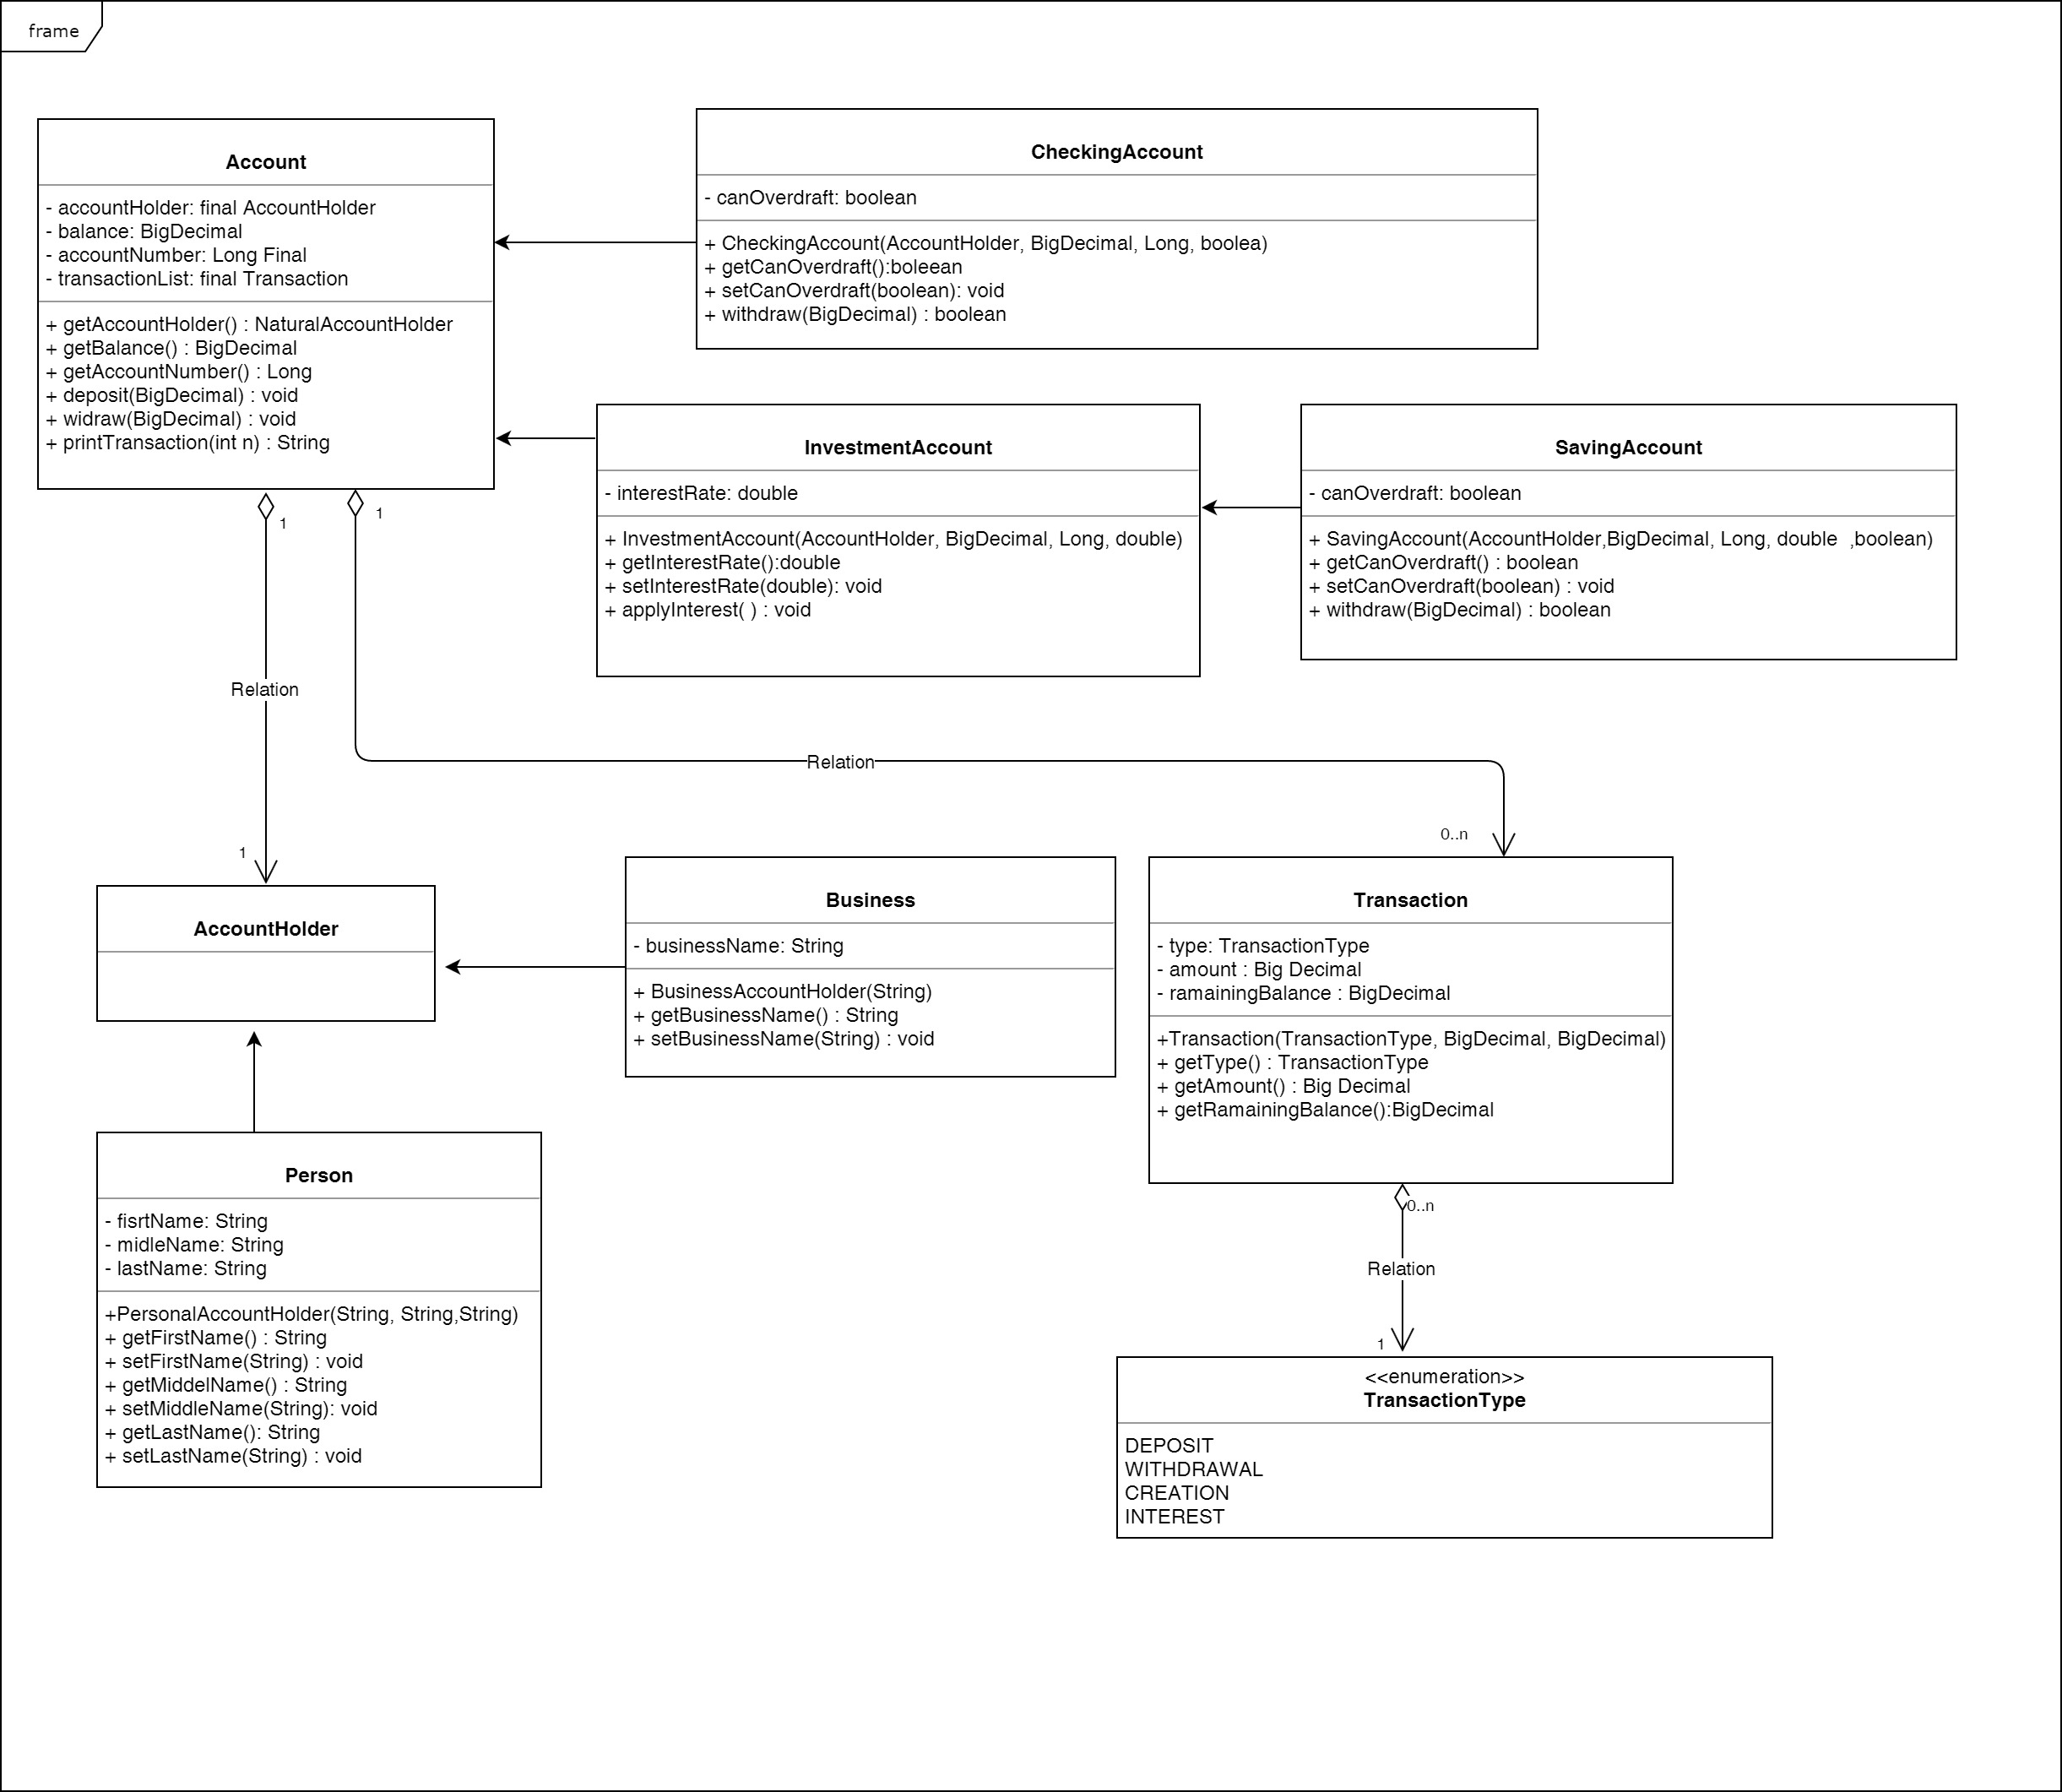 frame
Account
- accountHolder: final AccountHolder
- balance: BigDecimal
- accountNumber: Long Final
- transactionList: final Transaction
+ getAccountHolder() : NaturalAccountHolder
+ getBalance() : BigDecimal
+ getAccountNumber() : Long
+ deposit(BigDecimal) : void
+ widraw(BigDecimal) : void
+ printTransaction(int n) : String
CheckingAccount
- canOverdraft: boolean
+ CheckingAccount(AccountHolder, BigDecimal, Long, boolea)
+ getCanOverdraft():boleean
+ setCanOverdraft(boolean): void
+ withdraw(BigDecimal) : boolean
InvestmentAccount
- interestRate: double
+ InvestmentAccount(AccountHolder, BigDecimal, Long, double)
+ getInterestRate():double
+ setInterestRate(double): void
+ applyInterest( ) : void
SavingAccount
- canOverdraft: boolean
+ SavingAccount(AccountHolder,BigDecimal, Long, double  ,boolean)
+ getCanOverdraft() : boolean
+ setCanOverdraft(boolean) : void
+ withdraw(BigDecimal) : boolean
1
1
Relation
Relation
1
0..n
AccountHolder
Business
- businessName: String
+ BusinessAccountHolder(String)
+ getBusinessName() : String
+ setBusinessName(String) : void
Transaction
- type: TransactionType
- amount : Big Decimal
- ramainingBalance : BigDecimal
+Transaction(TransactionType, BigDecimal, BigDecimal)
+ getType() : TransactionType
+ getAmount() : Big Decimal
+ getRamainingBalance():BigDecimal
Person
- fisrtName: String
- midleName: String
- lastName: String
+PersonalAccountHolder(String, String,String)
+ getFirstName() : String
+ setFirstName(String) : void
+ getMiddelName() : String
+ setMiddleName(String): void
+ getLastName(): String
+ setLastName(String) : void
0..n
Relation
1
<<enumeration>>
TransactionType
DEPOSIT
WITHDRAWAL
CREATION
INTEREST